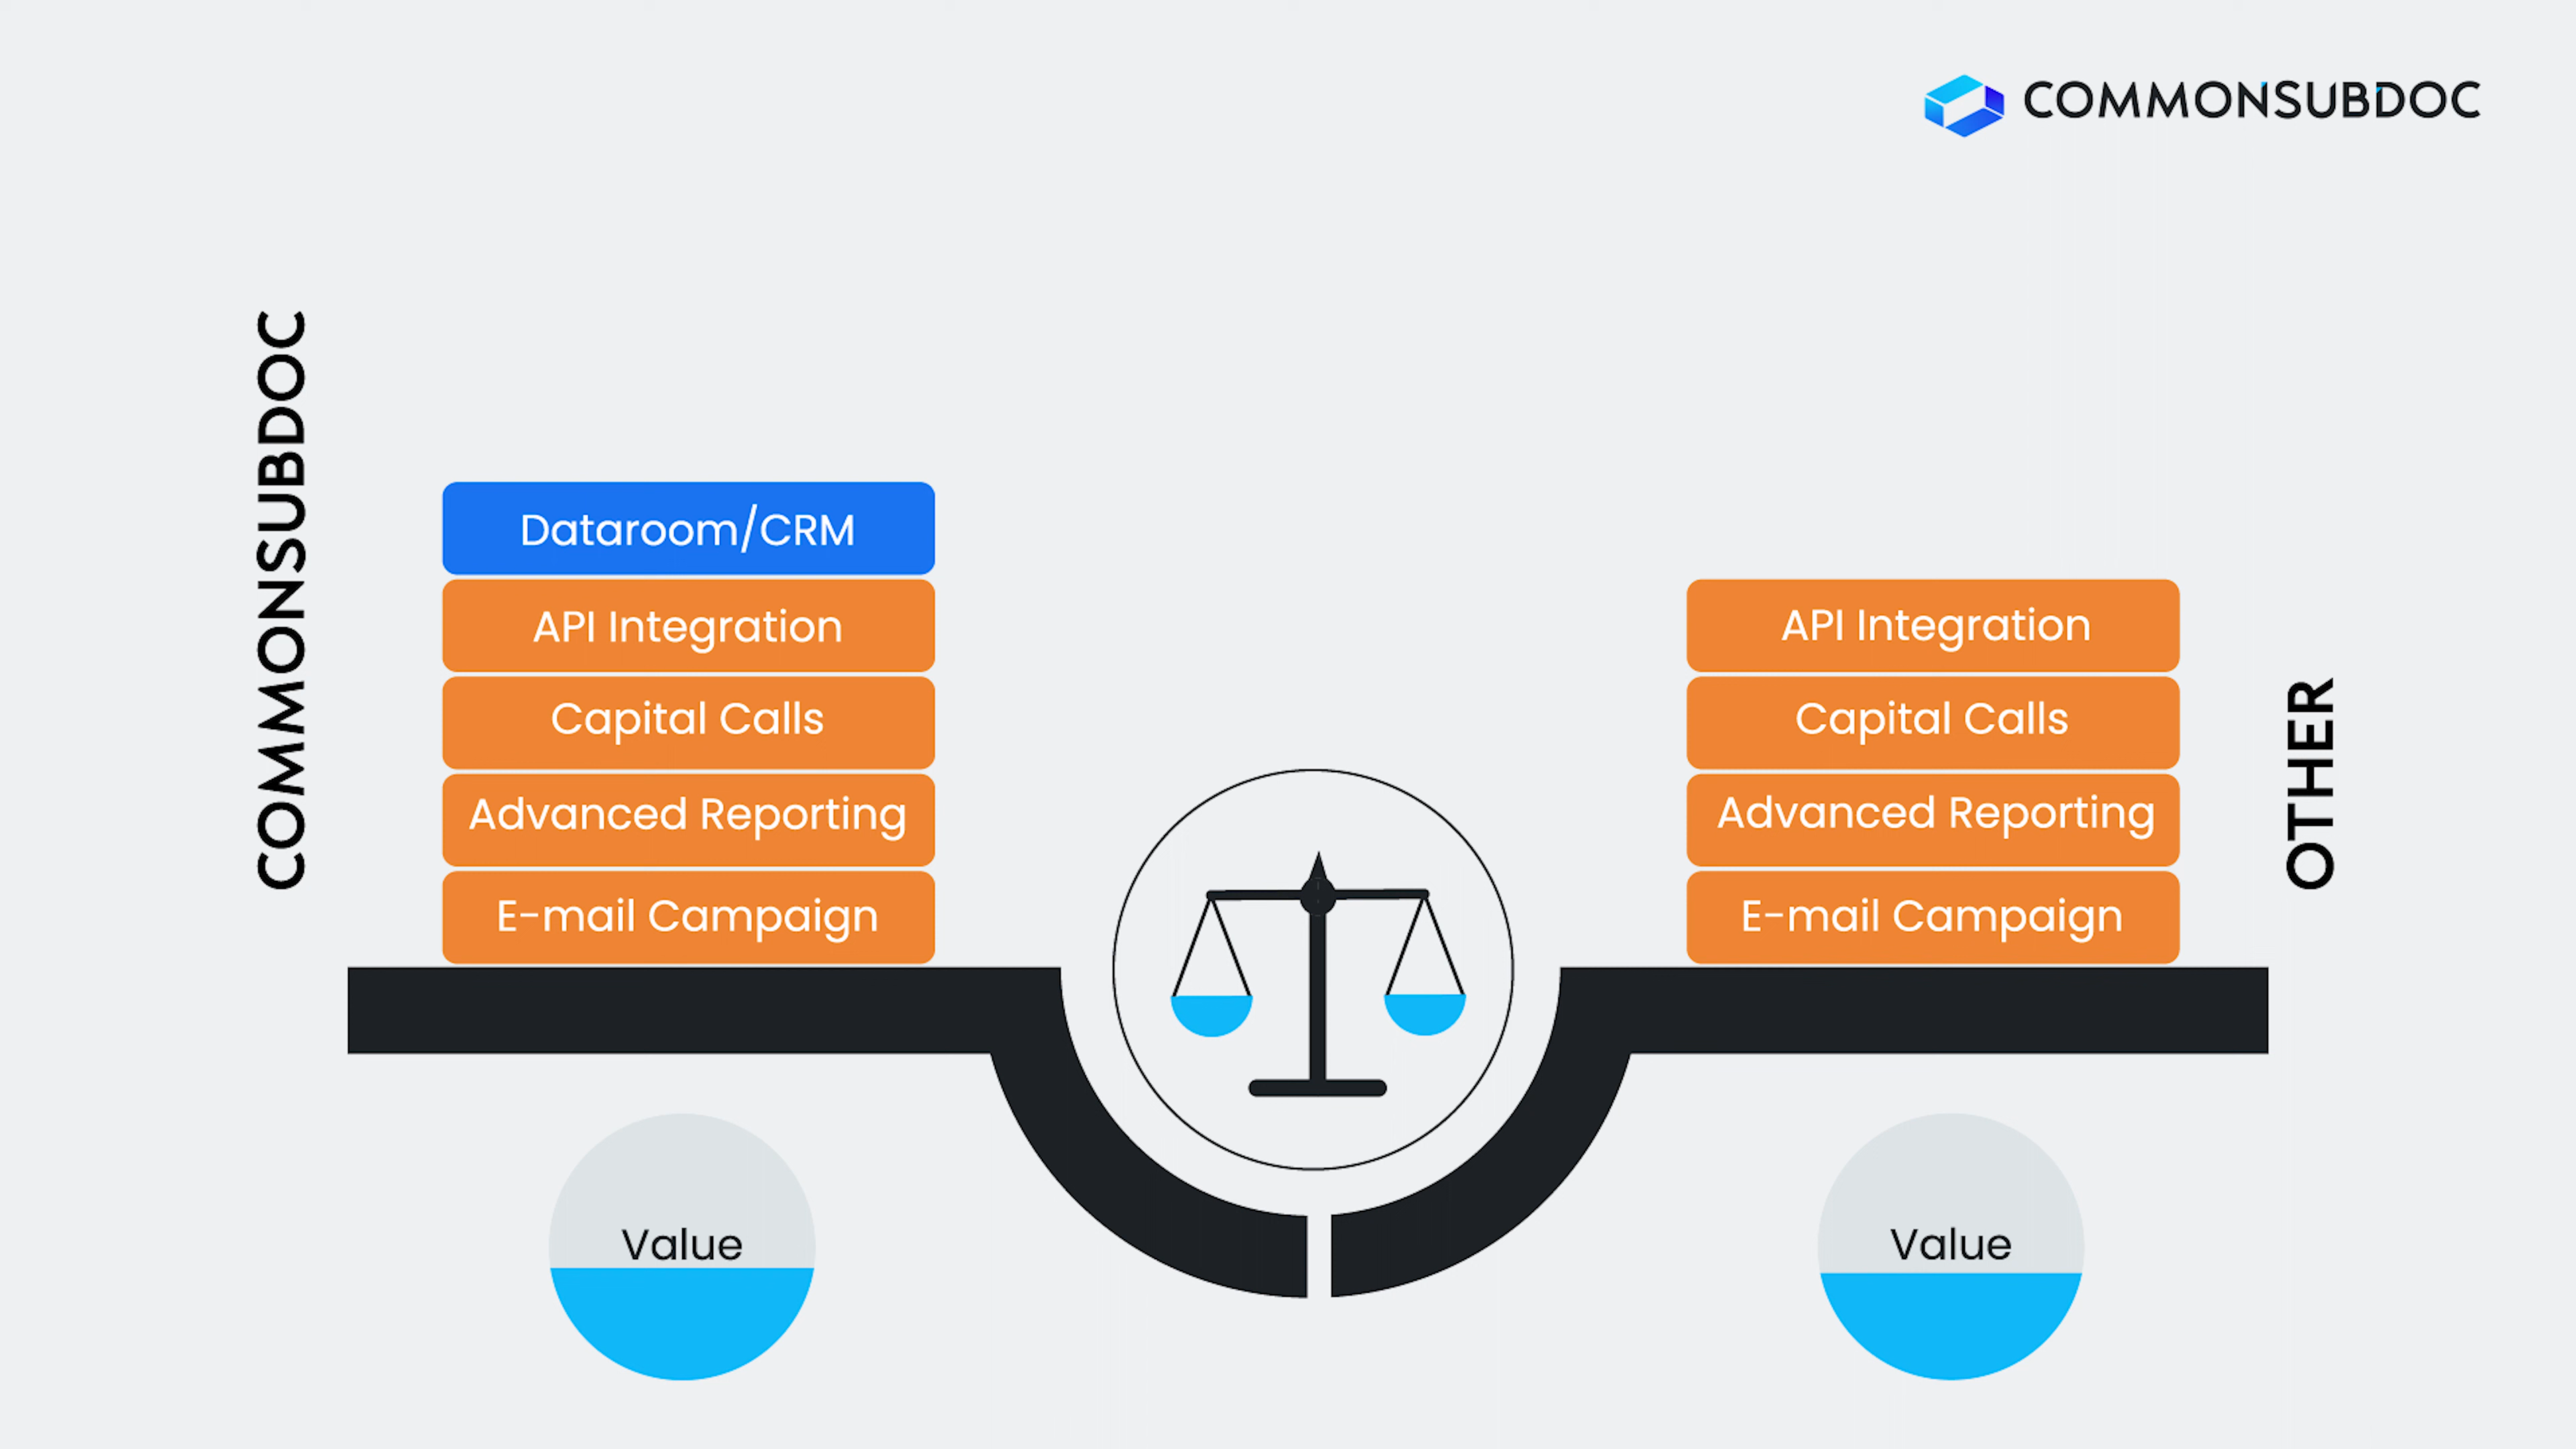 COMMONSUBDOC
COMMONSUBDOC
Dataroom/CRM
API Integration
Capital Calls
Advanced Reporting
E-mail Campaign
API Integration
Capital Calls
Advanced Reporting
E-mail Campaign
OTHER
Value
Value